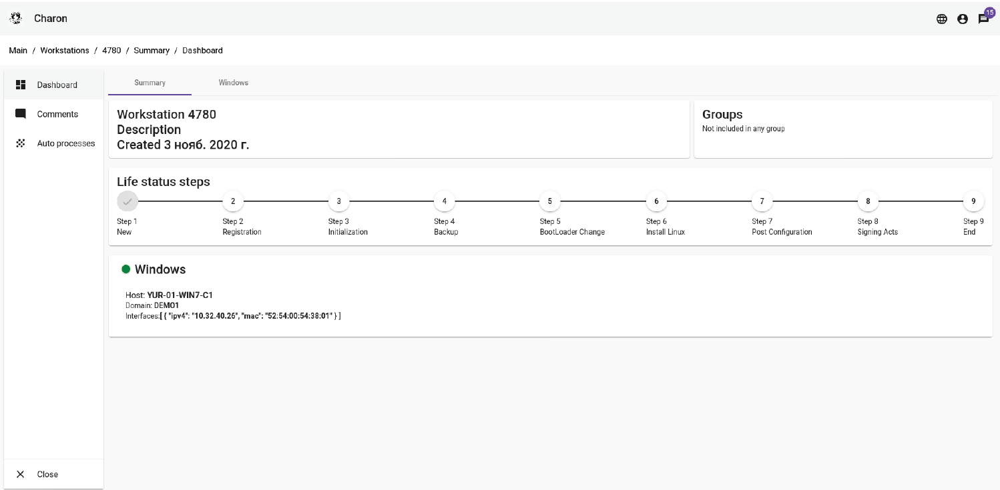 Charon
15
Main / Workstations / 4780 / Summary / Dashboard
Dashboard
Comments
Auto processes
Close
Summary
Windows
Workstation 4780
Description
Created 3 нояб. 2020 г.
Groups
Not included in any group
Life status steps
2
3
4
5
6
7
8
9
Step 1
New
Step 2
Registration
Step 3
Initialization
Step 4
Backup
Step 5
BootLoader Change
Step 6
Install Linux
Step 7
Post Configuration
Step 8
Signing Acts
Step 9
End
Windows
Host: YUR-01-WIN7-C1
Domain: DEMO1
Interfaces:[ { "ipv4": "10.32.40.26", "mac": "52:54:00:54:38:01" } ]